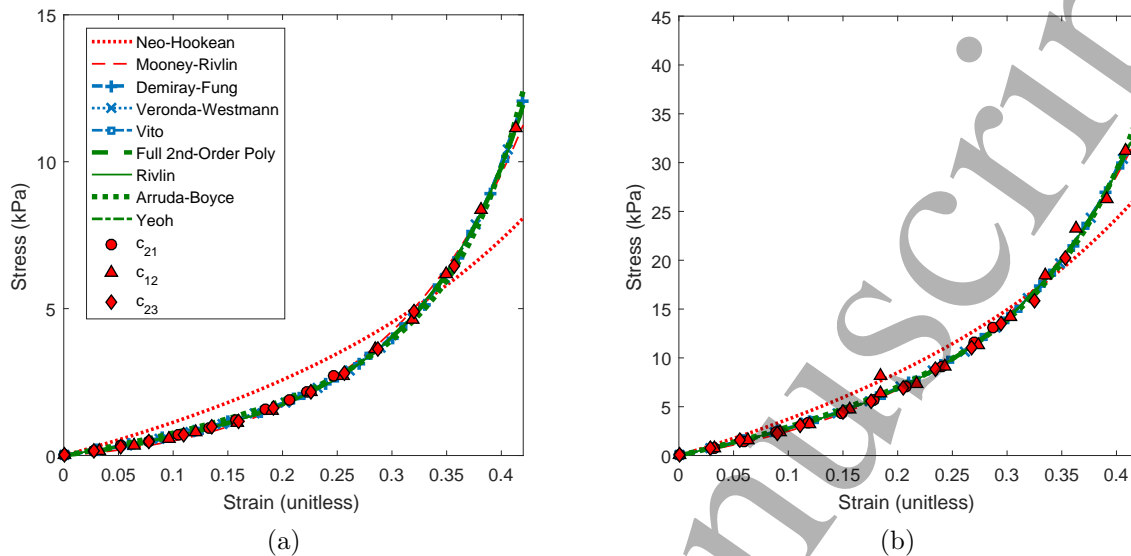 15
10
5
0
Stress (kPa)
Neo-Hookean
Mooney-Rivlin
Demiray-Fung
Veronda-Westmann
Vito
Full 2nd-Order Poly
Rivlin
Arruda-Boyce
Yeoh
c21
c12
c23
0 0.05 0.1 0.15 0.2 0.25 0.3 0.35 0.4
Strain (unitless)
(a)
45
40
35
30
25
20
15
10
5
0
Stress (kPa)
0 0.05 0.1 0.15 0.2 0.25 0.3 0.35 0.4
Strain (unitless)
(b)
nuscrip